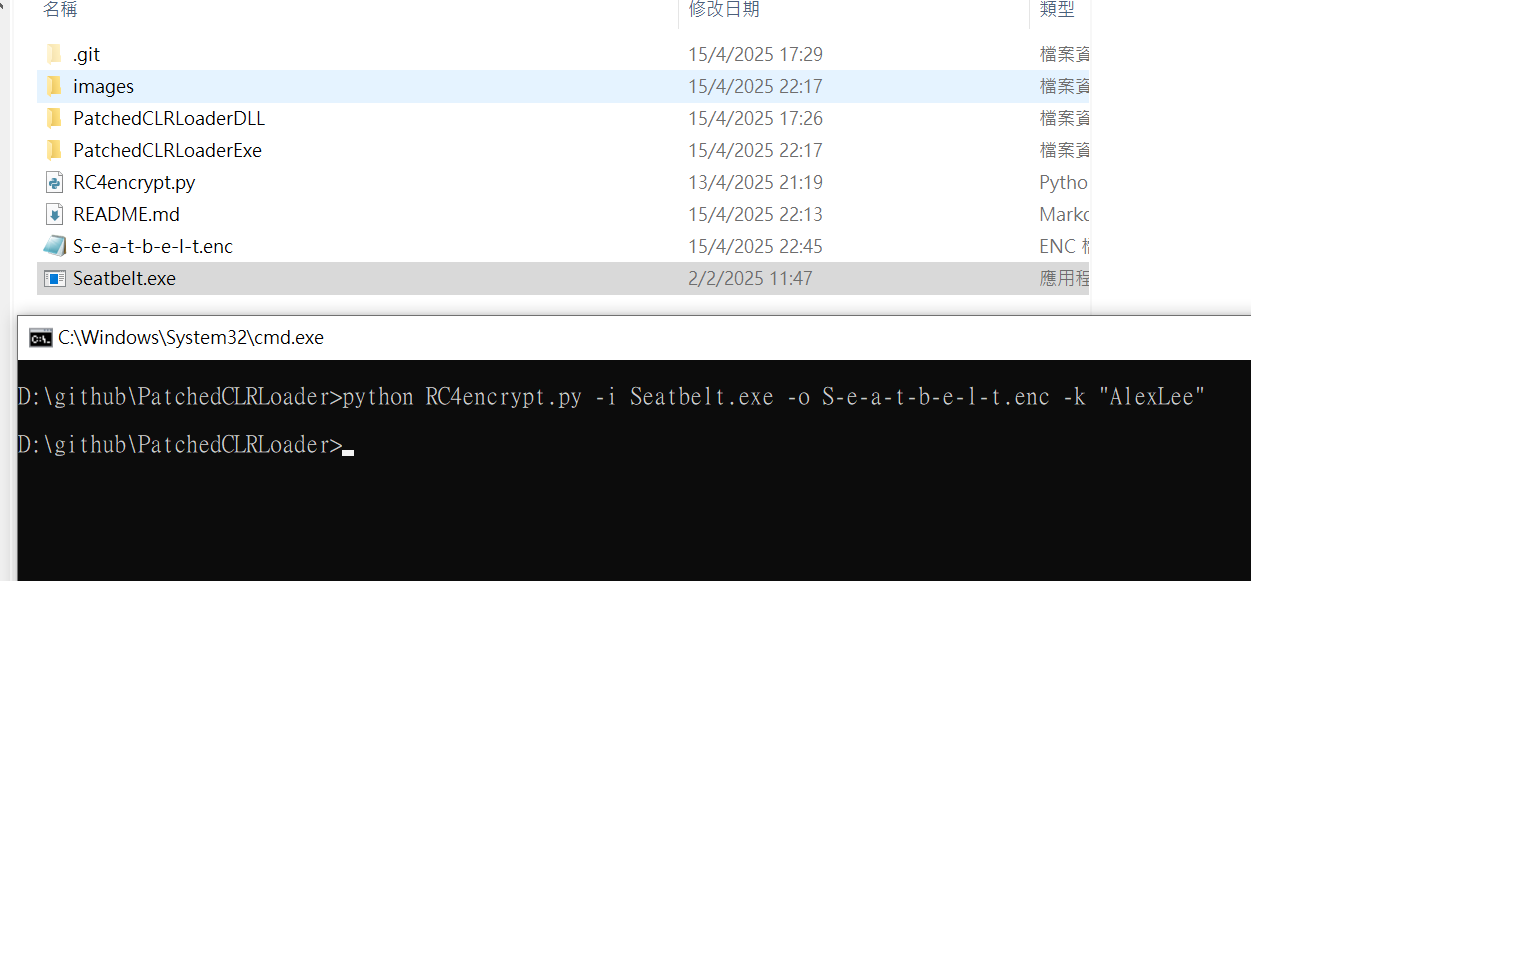 名稱 修改日期 類型
.git 15/4/2025 17:29 檔案資
images 15/4/2025 22:17 檔案資
PatchedCLRLoaderDLL 15/4/2025 17:26 檔案資
PatchedCLRLoaderExe 15/4/2025 22:17 檔案資
RC4encrypt.py 13/4/2025 21:19 Pytho
README.md 15/4/2025 22:13 Markd
S-e-a-t-b-e-l-t.enc 15/4/2025 22:45 ENC 檔
Seatbelt.exe 2/2/2025 11:47 應用程
C:\Windows\System32\cmd.exe
D:\github\PatchedCLRLoader>python RC4encrypt.py -i Seatbelt.exe -o S-e-a-t-b-e-l-t.enc -k "AlexLee"
D:\github\PatchedCLRLoader>